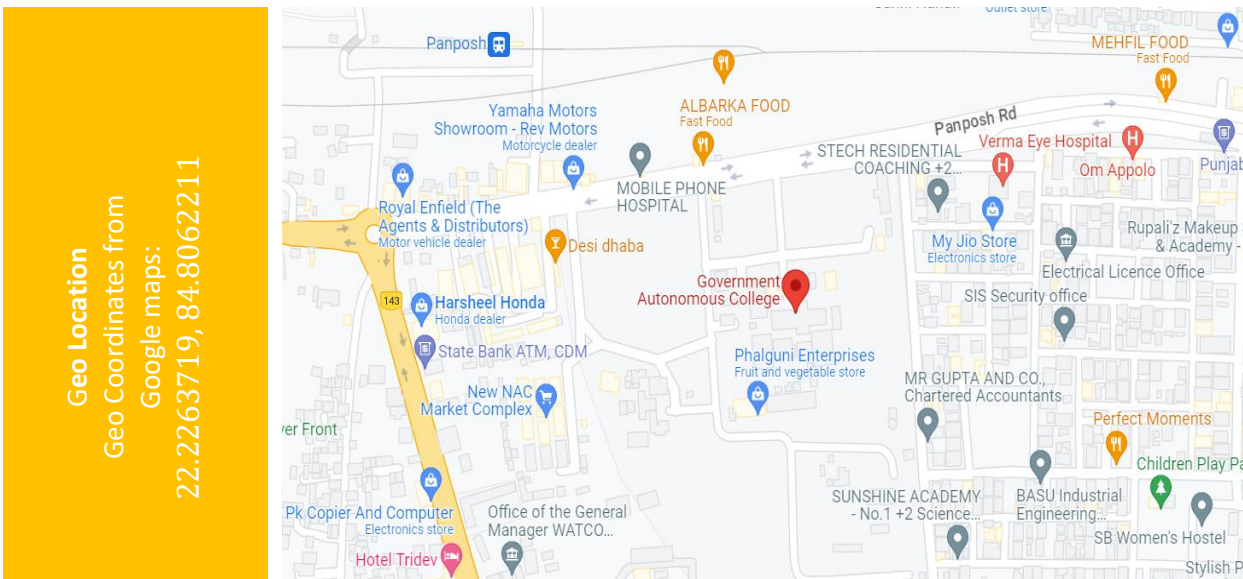 Geo Location
Geo Coordinates from
Google maps:
22.22263719, 84.80622111
Outlet store
Panposh
MEHFIL FOOD
Fast Food
Yamaha Motors
Showroom - Rev Motors
Motorcycle dealer
ALBARKA FOOD
Fast Food
Panposh Rd
Verma Eye Hospital
Om Appolo
Punjab
STECH RESIDENTIAL
COACHING +2...
MOBILE PHONE
HOSPITAL
Royal Enfield (The
Agents & Distributors)
Motor vehicle dealer
Desi dhaba
My Jio Store
Electronics store
Rupali'z Makeup
& Academy -
Electrical Licence Office
Government
Autonomous College
SIS Security office
143
Harsheel Honda
Honda dealer
State Bank ATM, CDM
Phalguni Enterprises
Fruit and vegetable store
New NAC
Market Complex
MR GUPTA AND CO.,
Chartered Accountants
Perfect Moments
er Front
Children Play Pa
Pk Copier And Computer
Electronics store
Office of the General
Manager WATCO...
SUNSHINE ACADEMY
- No.1 +2 Science...
BASU Industrial
Engineering...
SB Women's Hostel
Hotel Tridev
Stylish P